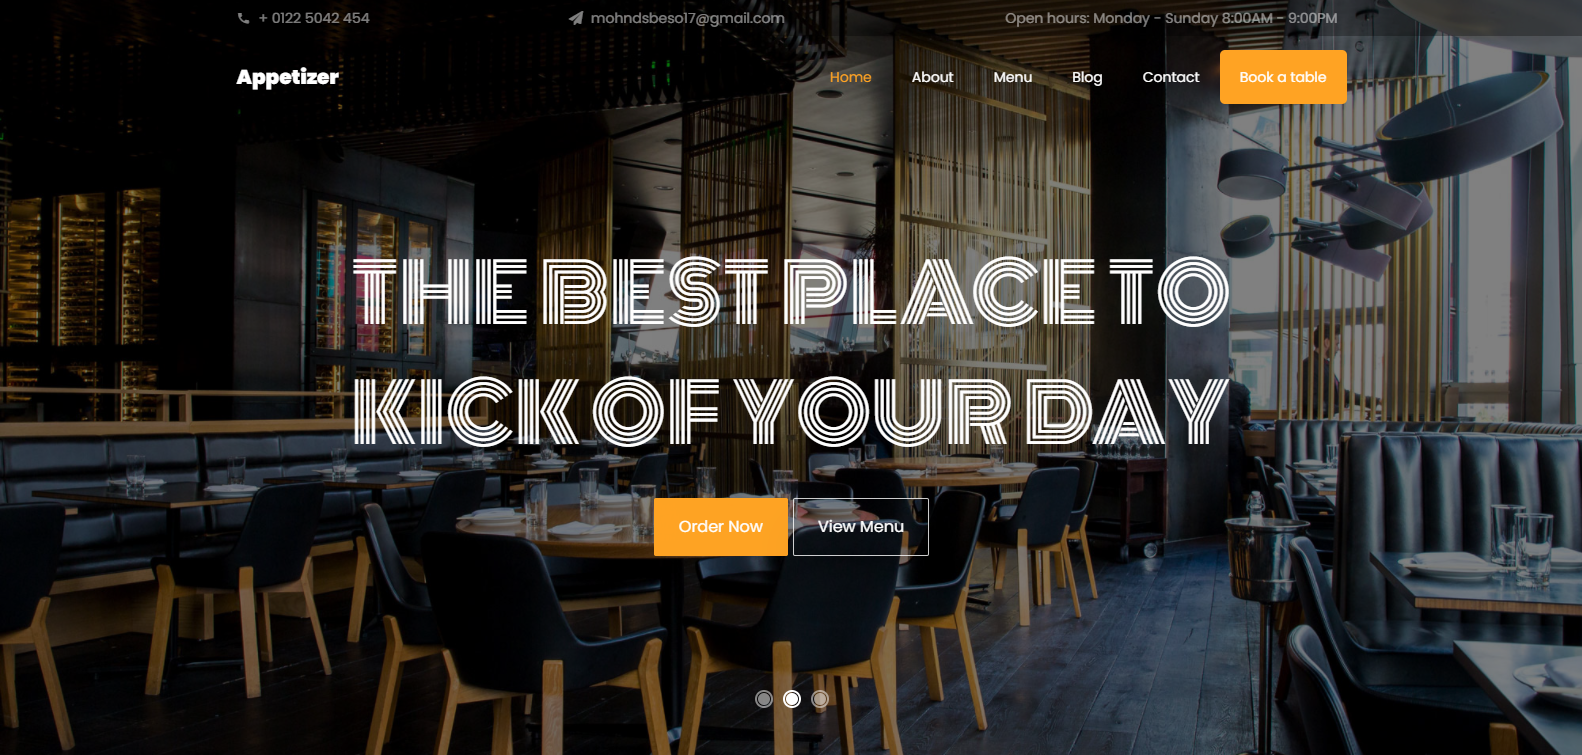 + 0122 5042 454
mohndsbeso17@gmail.com
Open hours: Monday - Sunday 8:00AM - 9:00PM
Appetizer
Home
About
Menu
Blog
Contact
Book a table
THE BEST PLACE TO
KICK OF YOUR DAY
Order Now
View Menu